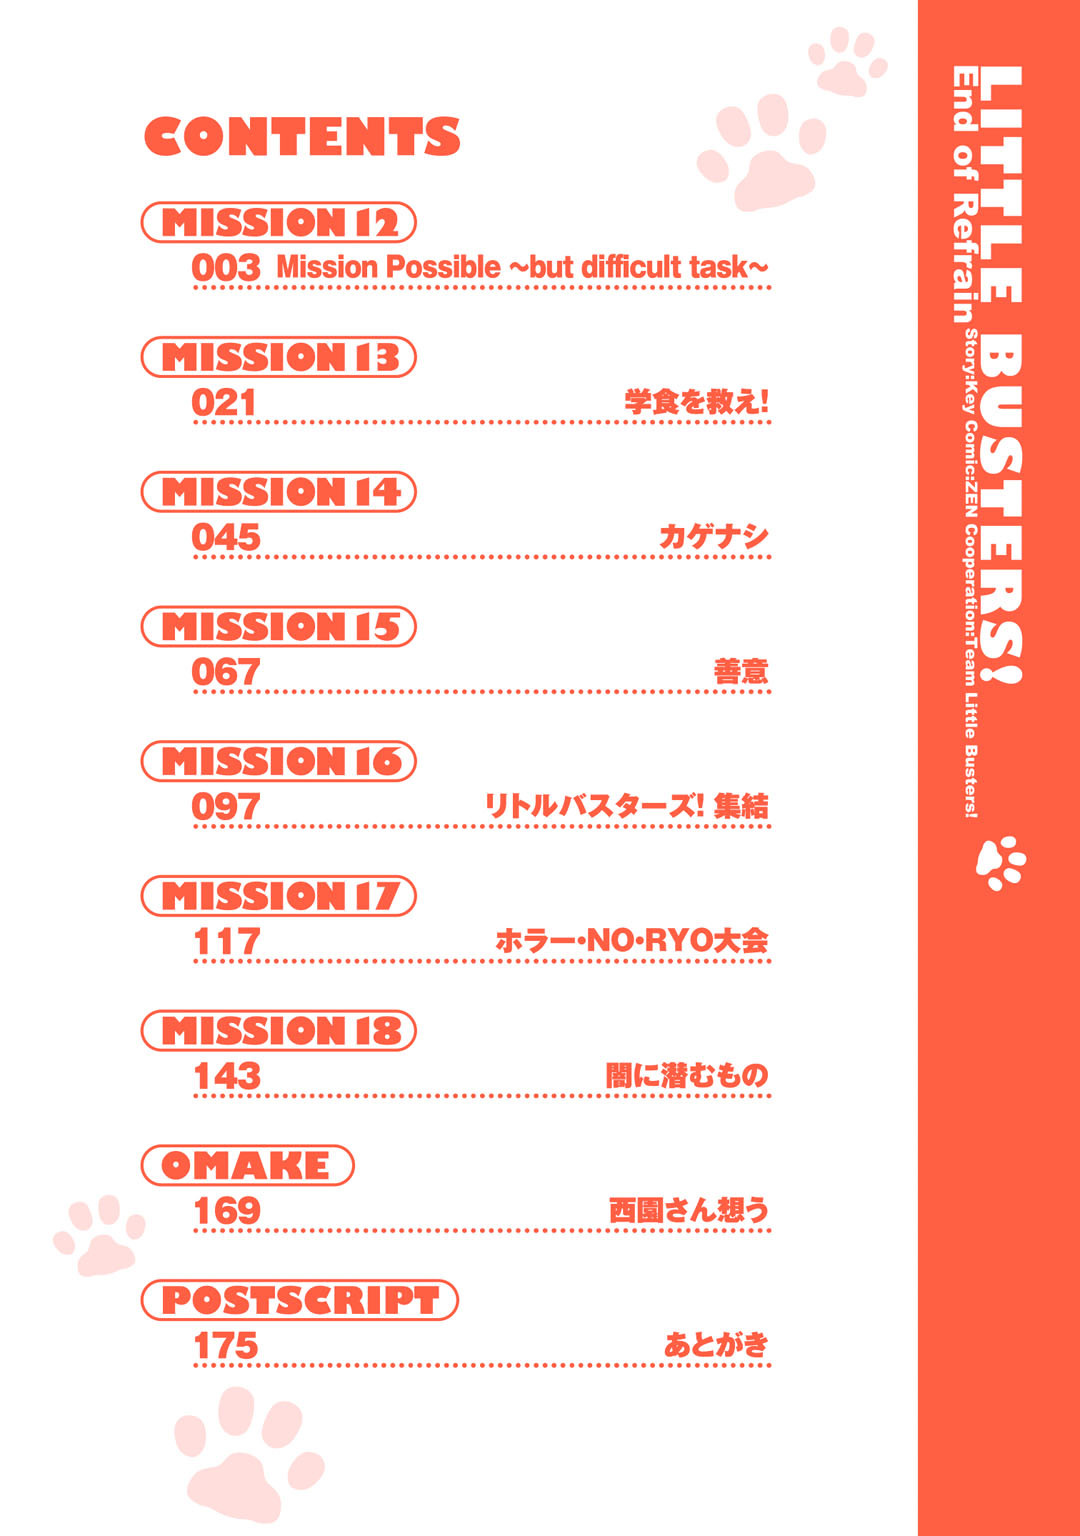 CONTENTS
MISSION 12
003 Mission Possible ~but difficult task~
MISSION 13
021 学食を救え!
MISSION 14
045 カゲナシ
MISSION 15
067 善意
MISSION 16
097 リトルバスターズ! 集結
MISSION 17
117 ホラー・NO・RYO大会
MISSION 18
143 闇に潜むもの
OMAKE
169 西園さん想う
POSTSCRIPT
175 あとがき
LITTLE BUSTERS!
End of Refrain
Story:Key Comic:ZEN Cooperation:Team Little Busters!